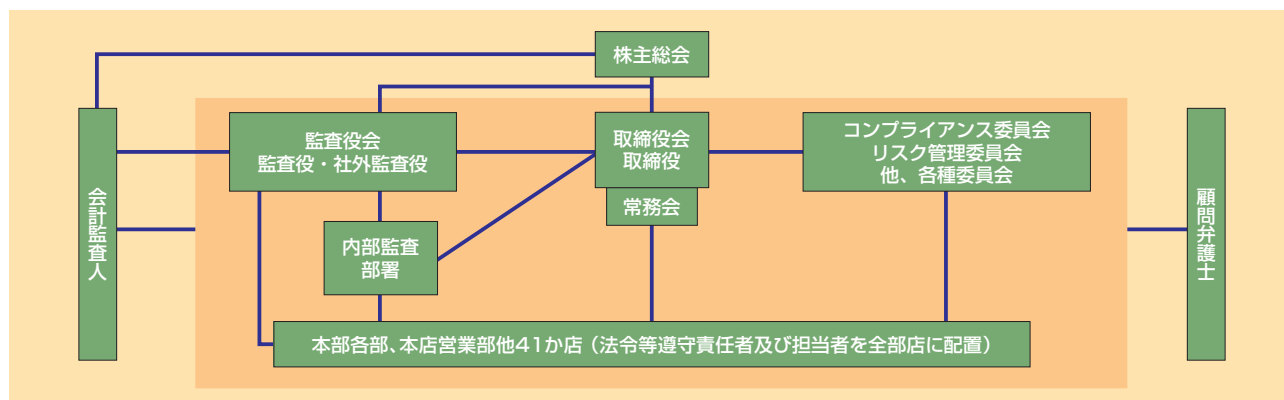 株主総会
監査役会
監査役・社外監査役
取締役会
取締役
コンプライアンス委員会
リスク管理委員会
他、各種委員会
常務会
会計監査人
顧問弁護士
内部監査
部署
本部各部、本店営業部他41か店（法令等遵守責任者及び担当者を全部店に配置）